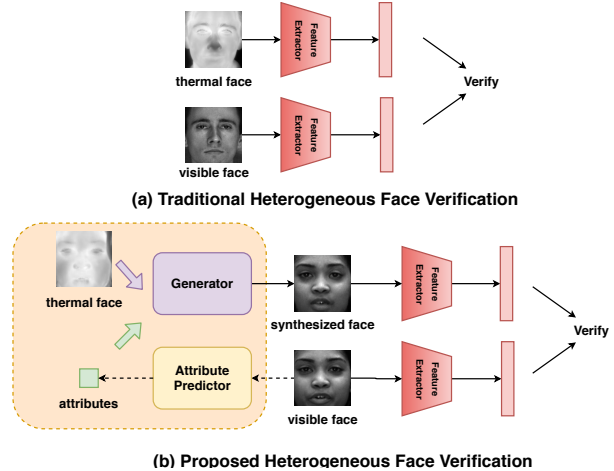 Feature Extractor
thermal face
Verify
Feature Extractor
visible face
(a) Traditional Heterogeneous Face Verification
Generator
Feature Extractor
thermal face
synthesized face
Verify
Attribute
Predictor
Feature Extractor
attributes
visible face
(b) Proposed Heterogeneous Face Verification